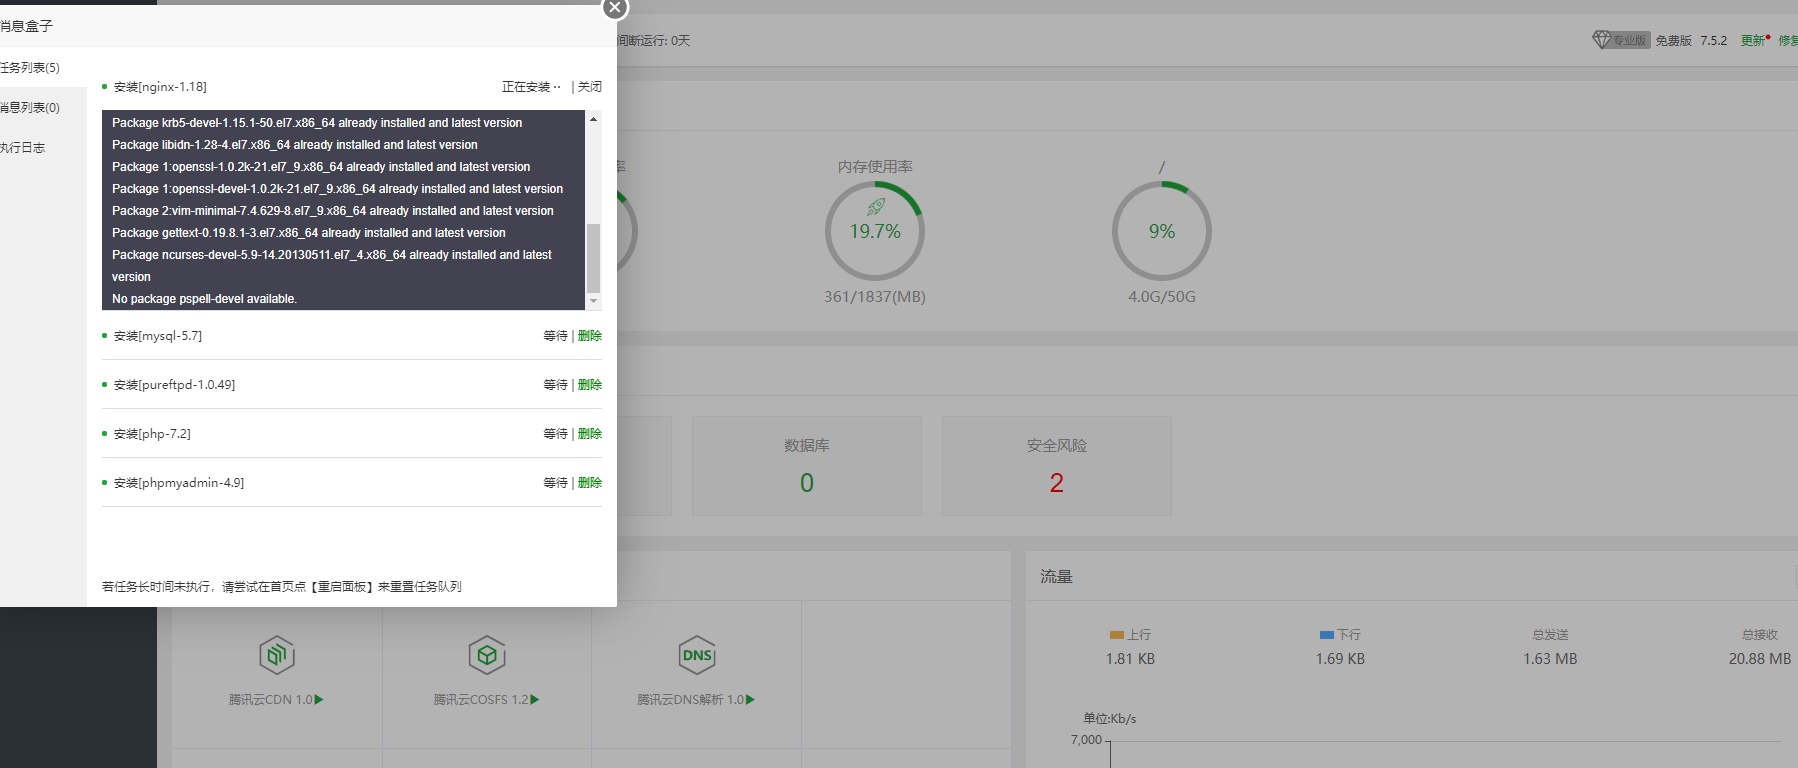 消息盒子
任务列表(5)
消息列表(0)
执行日志
安装[nginx-1.18]
正在安装·· | 关闭
Package krb5-devel-1.15.1-50.el7.x86_64 already installed and latest version
Package libidn-1.28-4.el7.x86_64 already installed and latest version
Package 1:openssl-1.0.2k-21.el7_9.x86_64 already installed and latest version
Package 1:openssl-devel-1.0.2k-21.el7_9.x86_64 already installed and latest version
Package 2:vim-minimal-7.4.629-8.el7_9.x86_64 already installed and latest version
Package gettext-0.19.8.1-3.el7.x86_64 already installed and latest version
Package ncurses-devel-5.9-14.20130511.el7_4.x86_64 already installed and latest
version
No package pspell-devel available.
安装[mysql-5.7]
等待 | 删除
安装[pureftpd-1.0.49]
等待 | 删除
安装[php-7.2]
等待 | 删除
安装[phpmyadmin-4.9]
等待 | 删除
若任务长时间未执行，请尝试在首页点【重启面板】来重置任务队列
间断运行: 0天
专业版 免费版 7.5.2 更新 修复
率
内存使用率
/
19.7%
9%
361/1837(MB)
4.0G/50G
数据库
安全风险
0
2
流量
上行
下行
总发送
总接收
1.81 KB
1.69 KB
1.63 MB
20.88 MB
DNS
腾讯云CDN 1.0
腾讯云COSFS 1.2
腾讯云DNS解析 1.0
单位:Kb/s
7,000